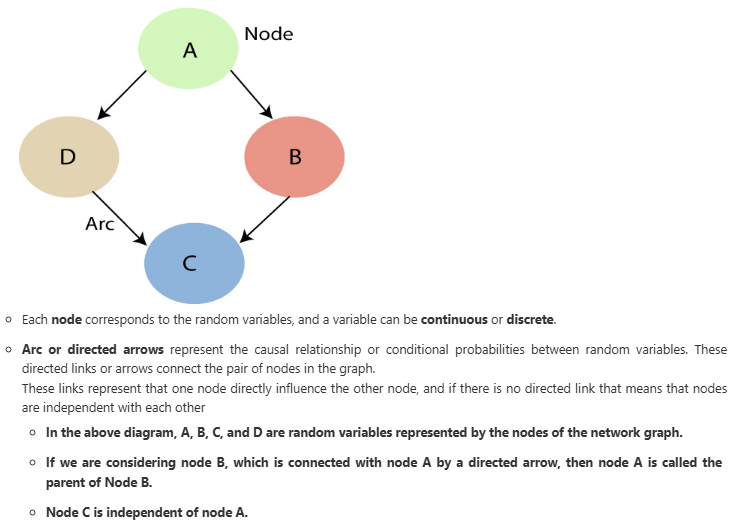 Node
A
D
B
Arc
C
Each node corresponds to the random variables, and a variable can be continuous or discrete.
Arc or directed arrows represent the causal relationship or conditional probabilities between random variables. These
directed links or arrows connect the pair of nodes in the graph.
These links represent that one node directly influence the other node, and if there is no directed link that means that nodes
are independent with each other
In the above diagram, A, B, C, and D are random variables represented by the nodes of the network graph.
If we are considering node B, which is connected with node A by a directed arrow, then node A is called the
parent of Node B.
Node C is independent of node A.